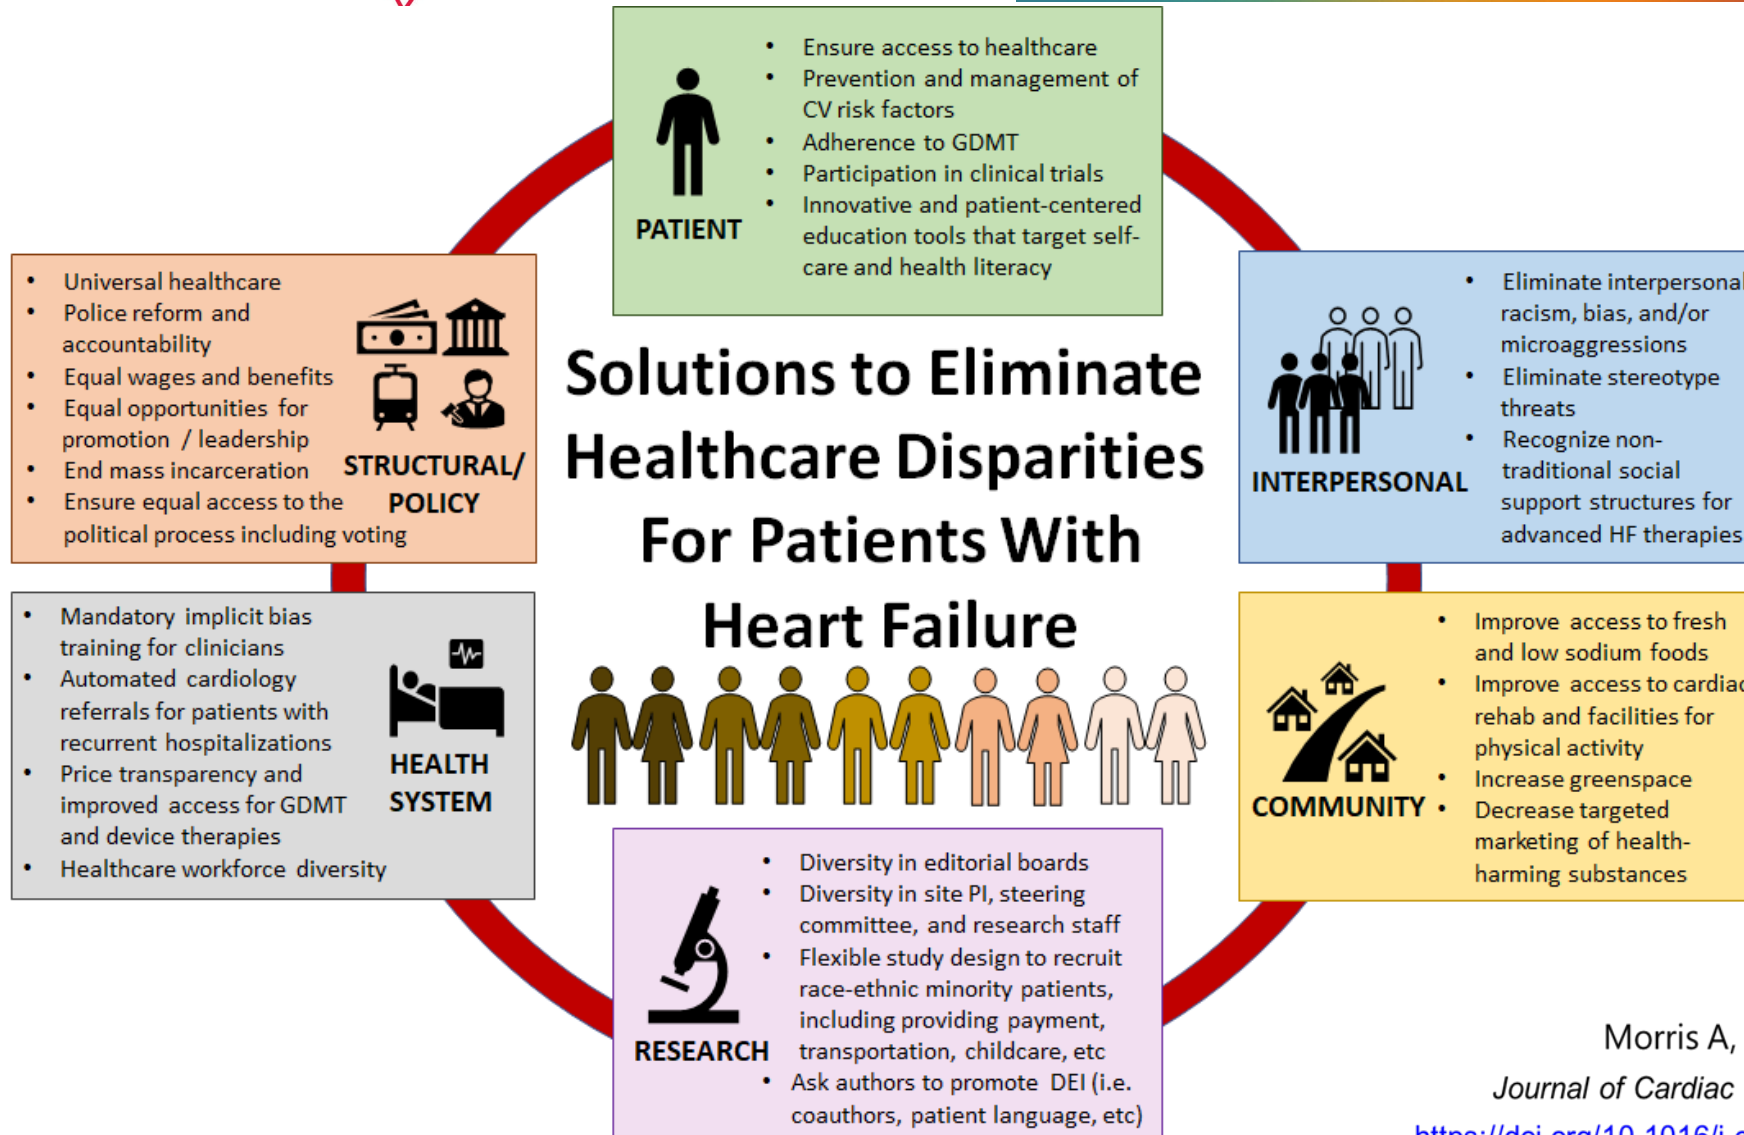 • Ensure access to healthcare
• Prevention and management of
CV risk factors
• Adherence to GDMT
• Participation in clinical trials
• Innovative and patient-centered
education tools that target self-
care and health literacy
PATIENT
• Universal healthcare
• Police reform and
accountability
• Equal wages and benefits
• Equal opportunities for
promotion / leadership
• End mass incarceration
• Ensure equal access to the
political process including voting
STRUCTURAL/
POLICY
Solutions to Eliminate
Healthcare Disparities
For Patients With
Heart Failure
• Eliminate interpersonal
racism, bias, and/or
microaggressions
• Eliminate stereotype
threats
• Recognize non-
traditional social
support structures for
advanced HF therapies
INTERPERSONAL
• Mandatory implicit bias
training for clinicians
• Automated cardiology
referrals for patients with
recurrent hospitalizations
• Price transparency and
improved access for GDMT
and device therapies
• Healthcare workforce diversity
HEALTH
SYSTEM
• Improve access to fresh
and low sodium foods
• Improve access to cardiac
rehab and facilities for
physical activity
• Increase greenspace
• Decrease targeted
marketing of health-
harming substances
COMMUNITY
• Diversity in editorial boards
• Diversity in site PI, steering
committee, and research staff
• Flexible study design to recruit
race-ethnic minority patients,
including providing payment,
transportation, childcare, etc
• Ask authors to promote DEI (i.e.
coauthors, patient language, etc)
RESEARCH
Morris A,
Journal of Cardiac